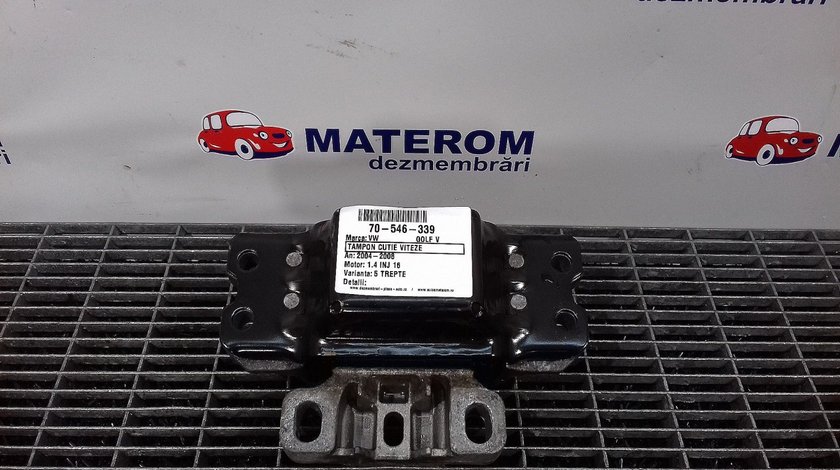 dezmembrări
MATEROM
dezmembrări
70-546-339
Marca: VW GOLF V
TAMPON CUTIE VITEZE
An: 2004-2008
Motor: 1.4 INJ 16
Varianta: 5 TREPTE
Detalii: